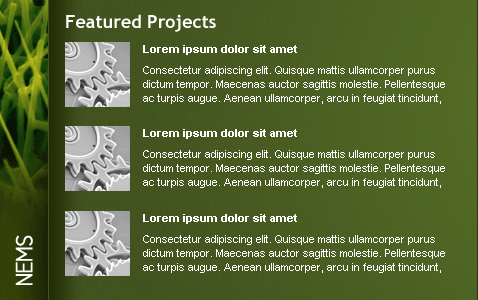 Featured Projects
Lorem ipsum dolor sit amet
Consectetur adipiscing elit. Quisque mattis ullamcorper purus
dictum tempor. Maecenas auctor sagittis molestie. Pellentesque
ac turpis augue. Aenean ullamcorper, arcu in feugiat tincidunt,
Lorem ipsum dolor sit amet
Consectetur adipiscing elit. Quisque mattis ullamcorper purus
dictum tempor. Maecenas auctor sagittis molestie. Pellentesque
ac turpis augue. Aenean ullamcorper, arcu in feugiat tincidunt,
Lorem ipsum dolor sit amet
Consectetur adipiscing elit. Quisque mattis ullamcorper purus
dictum tempor. Maecenas auctor sagittis molestie. Pellentesque
ac turpis augue. Aenean ullamcorper, arcu in feugiat tincidunt,
NEMS